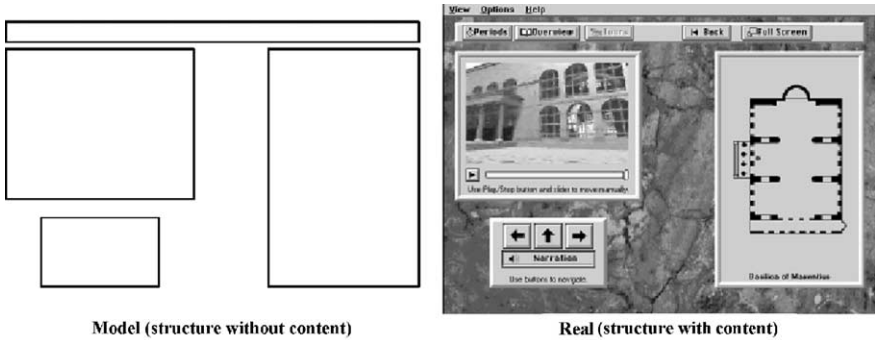 View Options Help
Periods Overview Back Full Screen
Use Play/Stop button and slider to move manually.
Narration
Use buttons to navigate.
Basilica of Maxentius
Model (structure without content)
Real (structure with content)